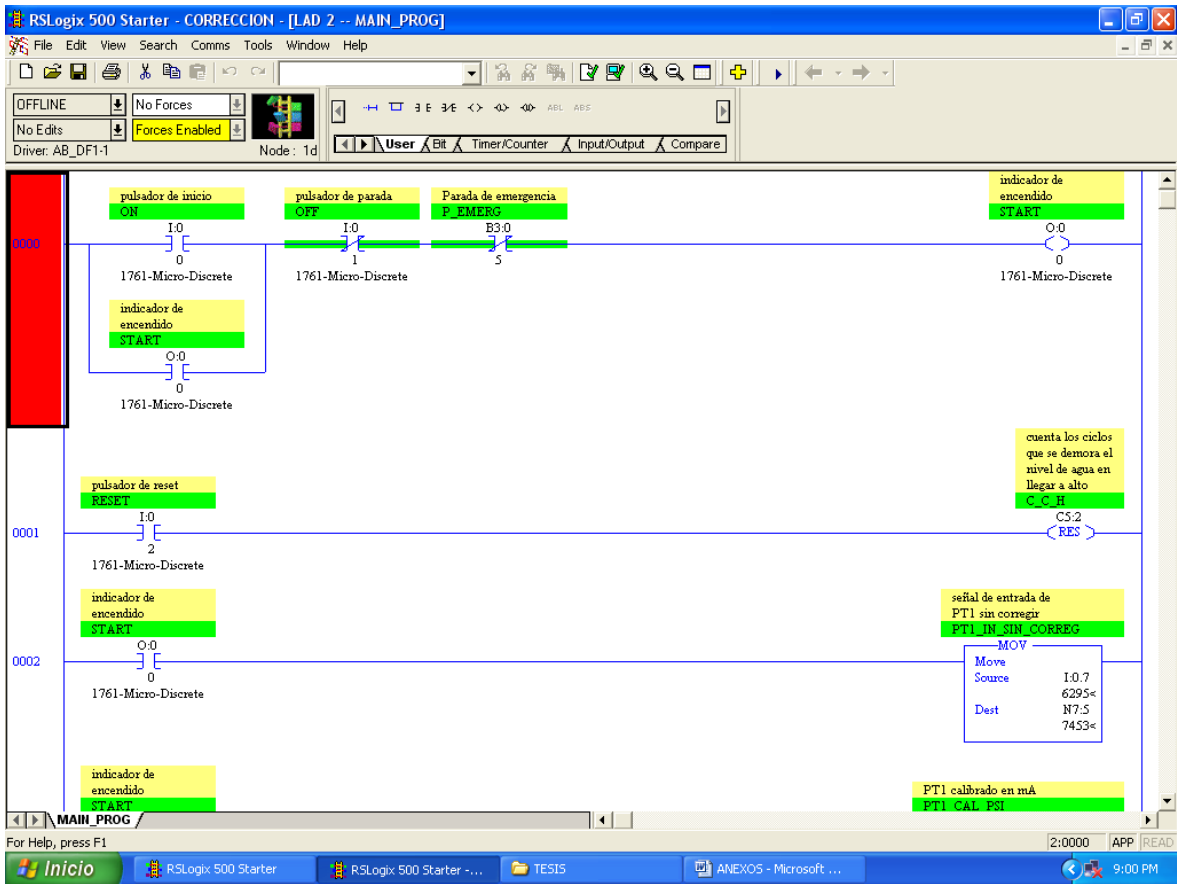 RSLogix 500 Starter - CORRECCION - [LAD 2 -- MAIN_PROG]
File Edit View Search Comms Tools Window Help
OFFLINE
No Forces
No Edits
Forces Enabled
Driver: AB_DF1-1
Node : 1d
ABL ABS
User Bit Timer/Counter Input/Output Compare
pulsador de inicio
ON
I:0
0
1761-Micro-Discrete
pulsador de parada
OFF
I:0
1
1761-Micro-Discrete
Parada de emergencia
P_EMERG
B3:0
5
indicador de
encendido
START
O:0
0
1761-Micro-Discrete
0000
indicador de
encendido
START
O:0
0
1761-Micro-Discrete
cuenta los ciclos
que se demora el
nivel de agua en
llegar a alto
C_C_H
C5:2
RES
pulsador de reset
RESET
I:0
2
1761-Micro-Discrete
0001
indicador de
encendido
START
O:0
0
1761-Micro-Discrete
0002
señal de entrada de
PT1 sin corregir
PT1_IN_SIN_CORREG
MOV
Move
Source I:0.7
6295<
Dest N7:5
7453<
indicador de
encendido
START
PT1 calibrado en mA
PT1_CAL_PSI
MAIN_PROG
For Help, press F1
2:0000 APP READ
Inicio
RSLogix 500 Starter
RSLogix 500 Starter -...
TESIS
ANEXOS - Microsoft ...
9:00 PM